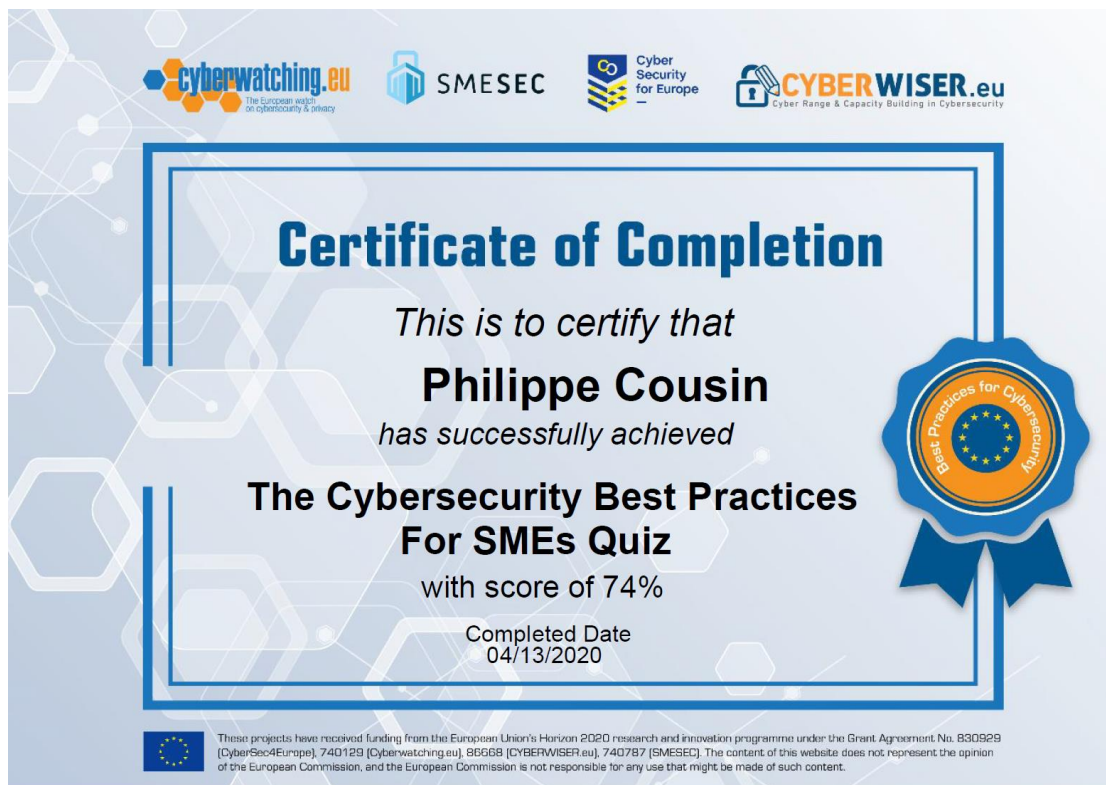 cyberwatching.eu
The European watch
on cybersecurity & privacy
SMESEC
Cyber
Security
for Europe
CYBERWISER.eu
Cyber Range & Capacity Building in Cybersecurity
Certificate of Completion
This is to certify that
Philippe Cousin
has successfully achieved
The Cybersecurity Best Practices
For SMEs Quiz
with score of 74%
Completed Date
04/13/2020
Best Practices for Cybersecurity
These projects have received funding from the European Union's Horizon 2020 research and innovation programme under the Grant Agreement No. 830929
(CyberSec4Europe), 740129 (Cyberwatching.eu), 86668 (CYBERWISER.eu), 740787 (SMESEC). The content of this website does not represent the opinion
of the European Commission, and the European Commission is not responsible for any use that might be made of such content.